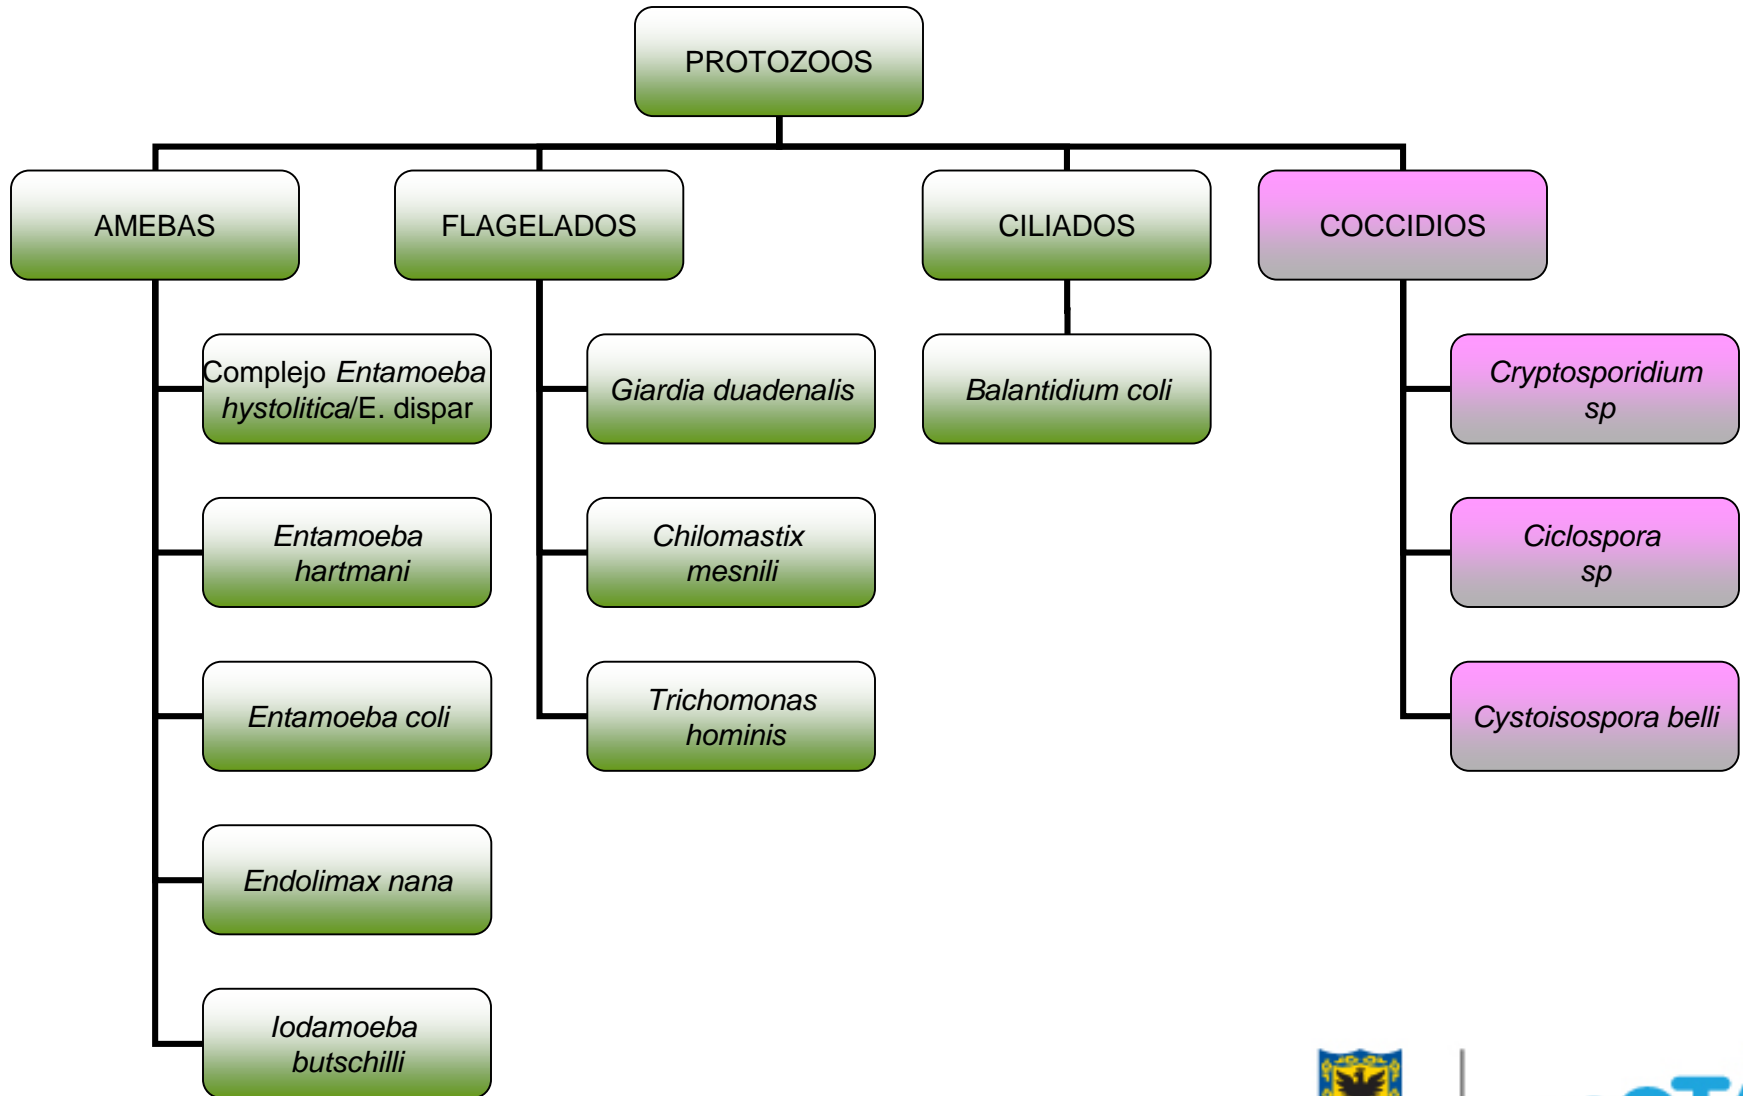 PROTOZOOS
AMEBAS
FLAGELADOS
CILIADOS
COCCIDIOS
Complejo Entamoeba
hystolitica/E. dispar
Giardia duadenalis
Balantidium coli
Cryptosporidium
sp
Entamoeba
hartmani
Chilomastix
mesnili
Ciclospora
sp
Entamoeba coli
Trichomonas
hominis
Cystoisospora belli
Endolimax nana
Iodamoeba
butschilli